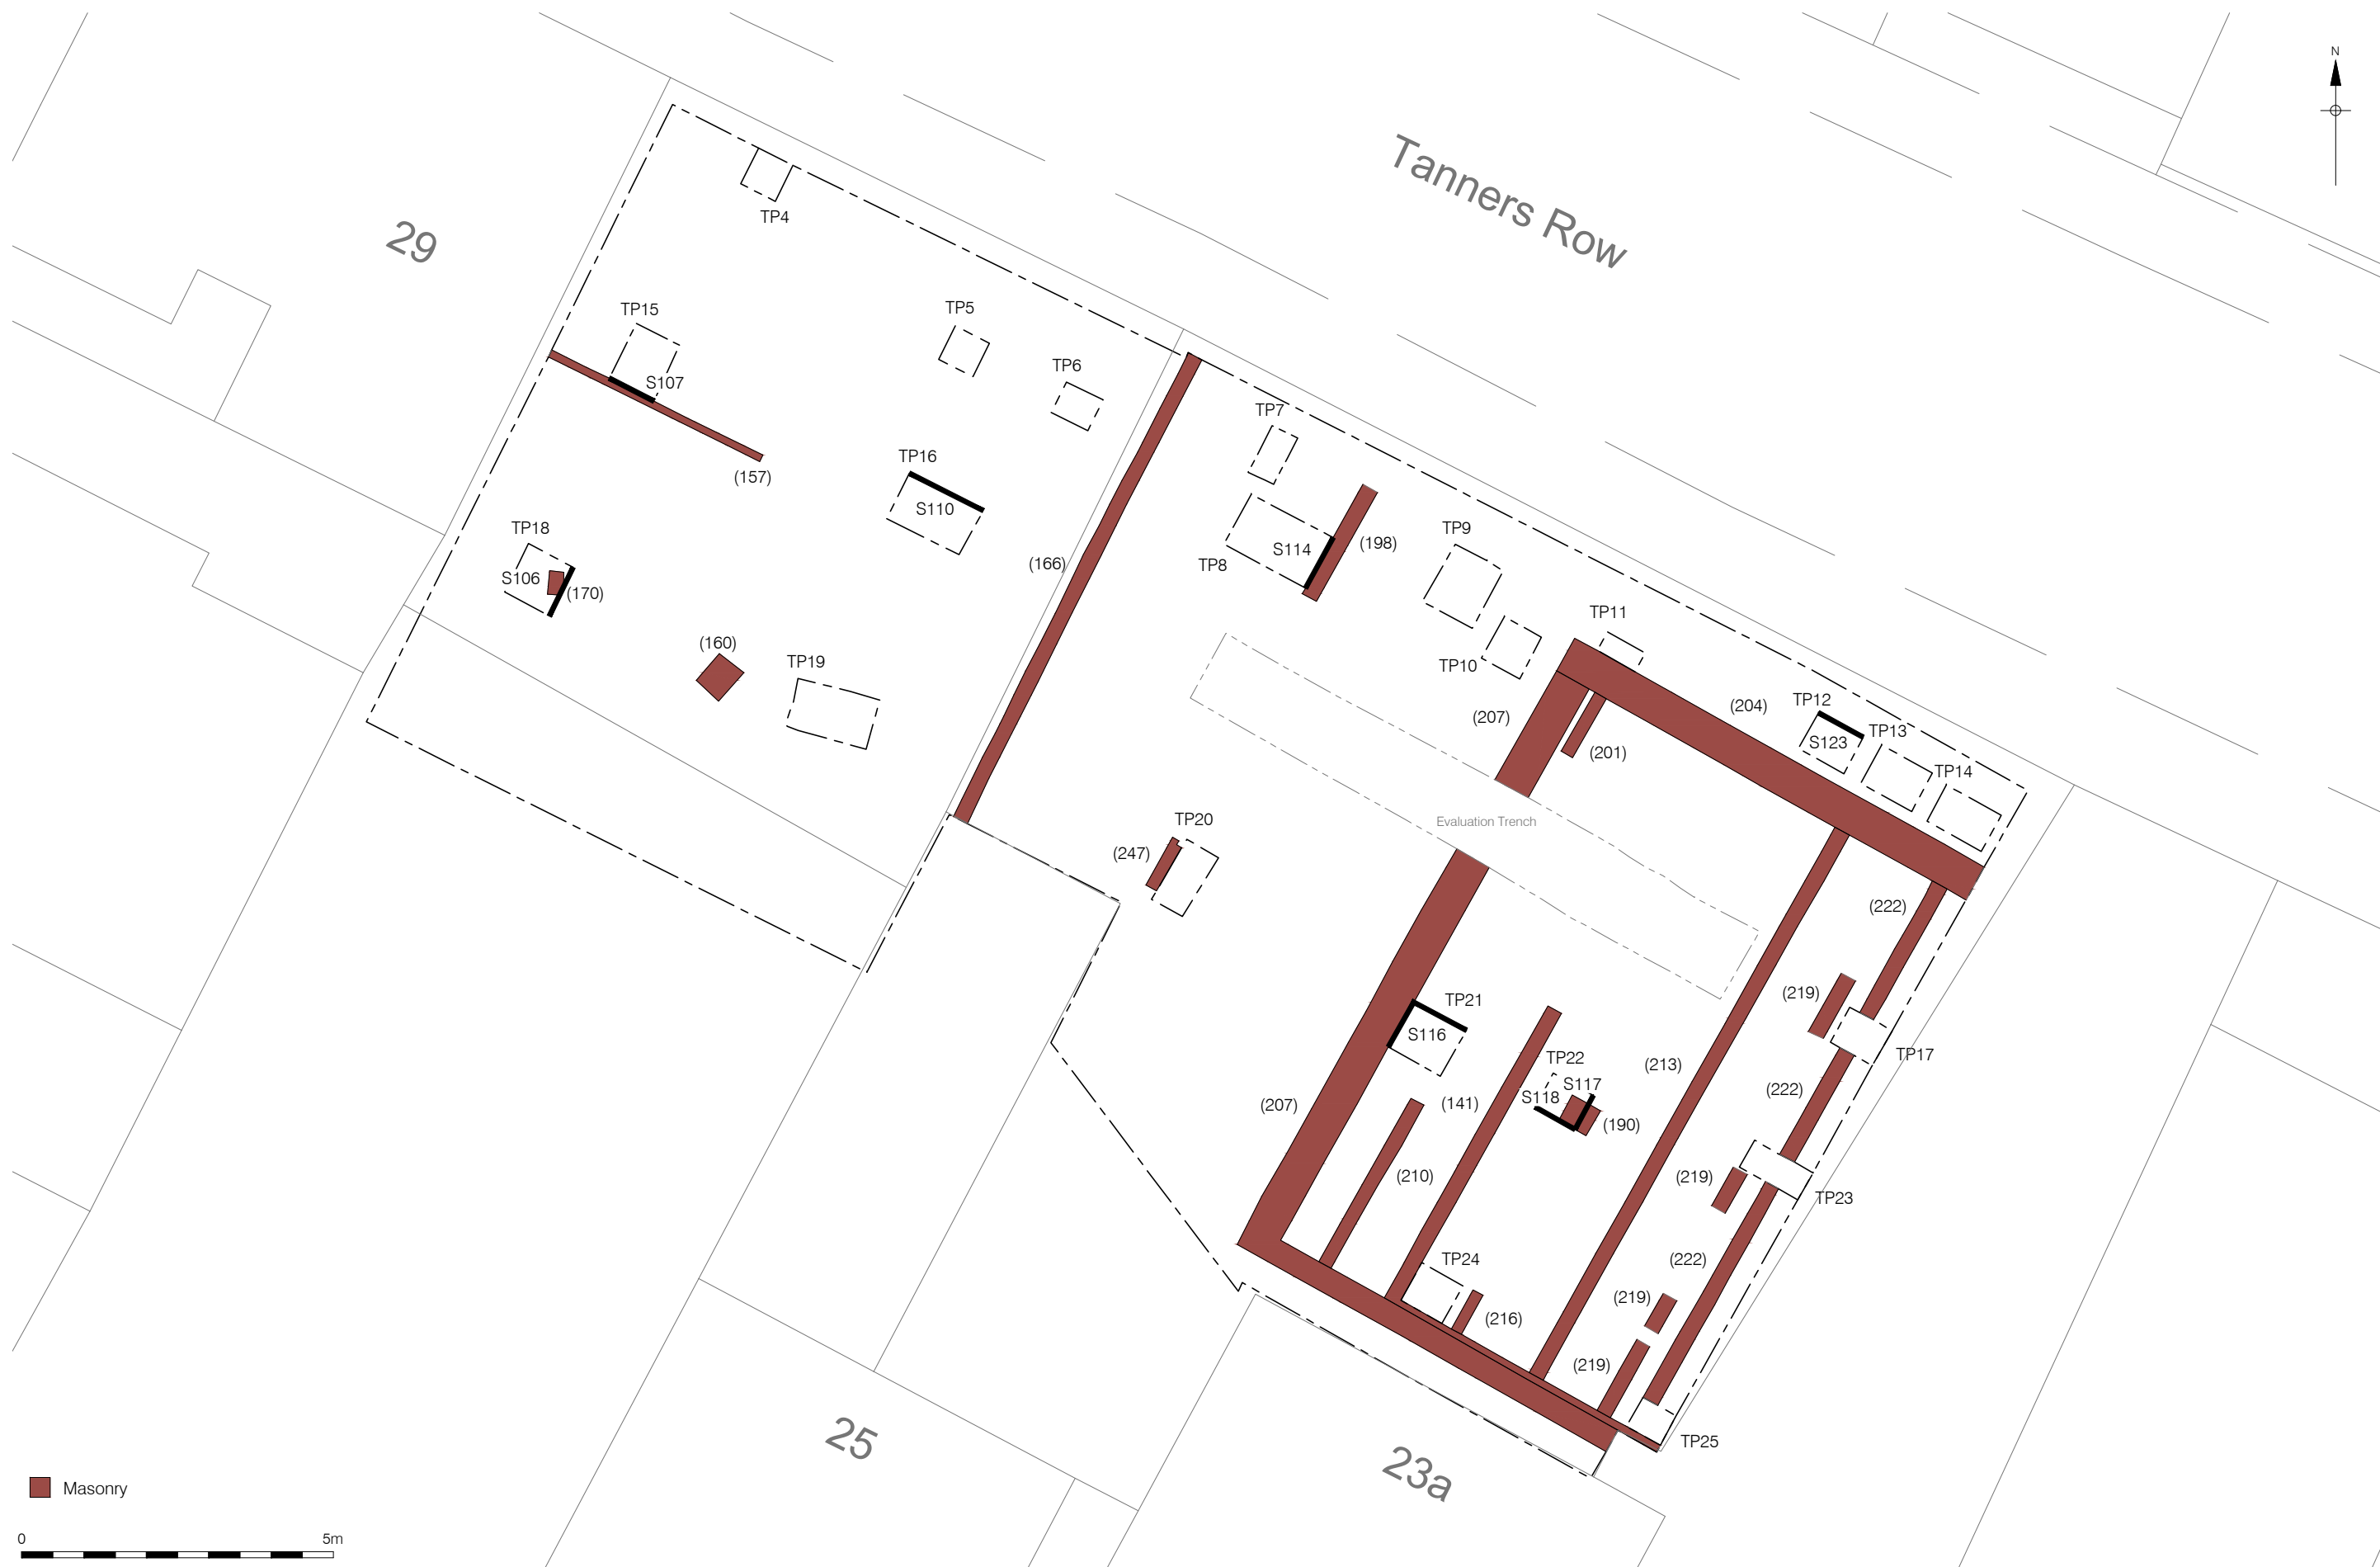 N
Tanners Row
29
TP4
TP15
S107
(157)
TP5
TP6
TP16
S110
(166)
TP18
S106
(170)
(160)
TP19
TP7
TP8
S114
(198)
TP9
TP10
TP11
(204)
TP12
S123
TP13
TP14
(207)
(201)
Evaluation Trench
TP20
(247)
(222)
(219)
TP17
TP21
S116
TP22
S117
S118
(190)
(213)
(222)
(207)
(141)
(210)
(219)
TP23
(222)
TP24
(216)
(219)
(219)
TP25
25
23a
Masonry
0 5m